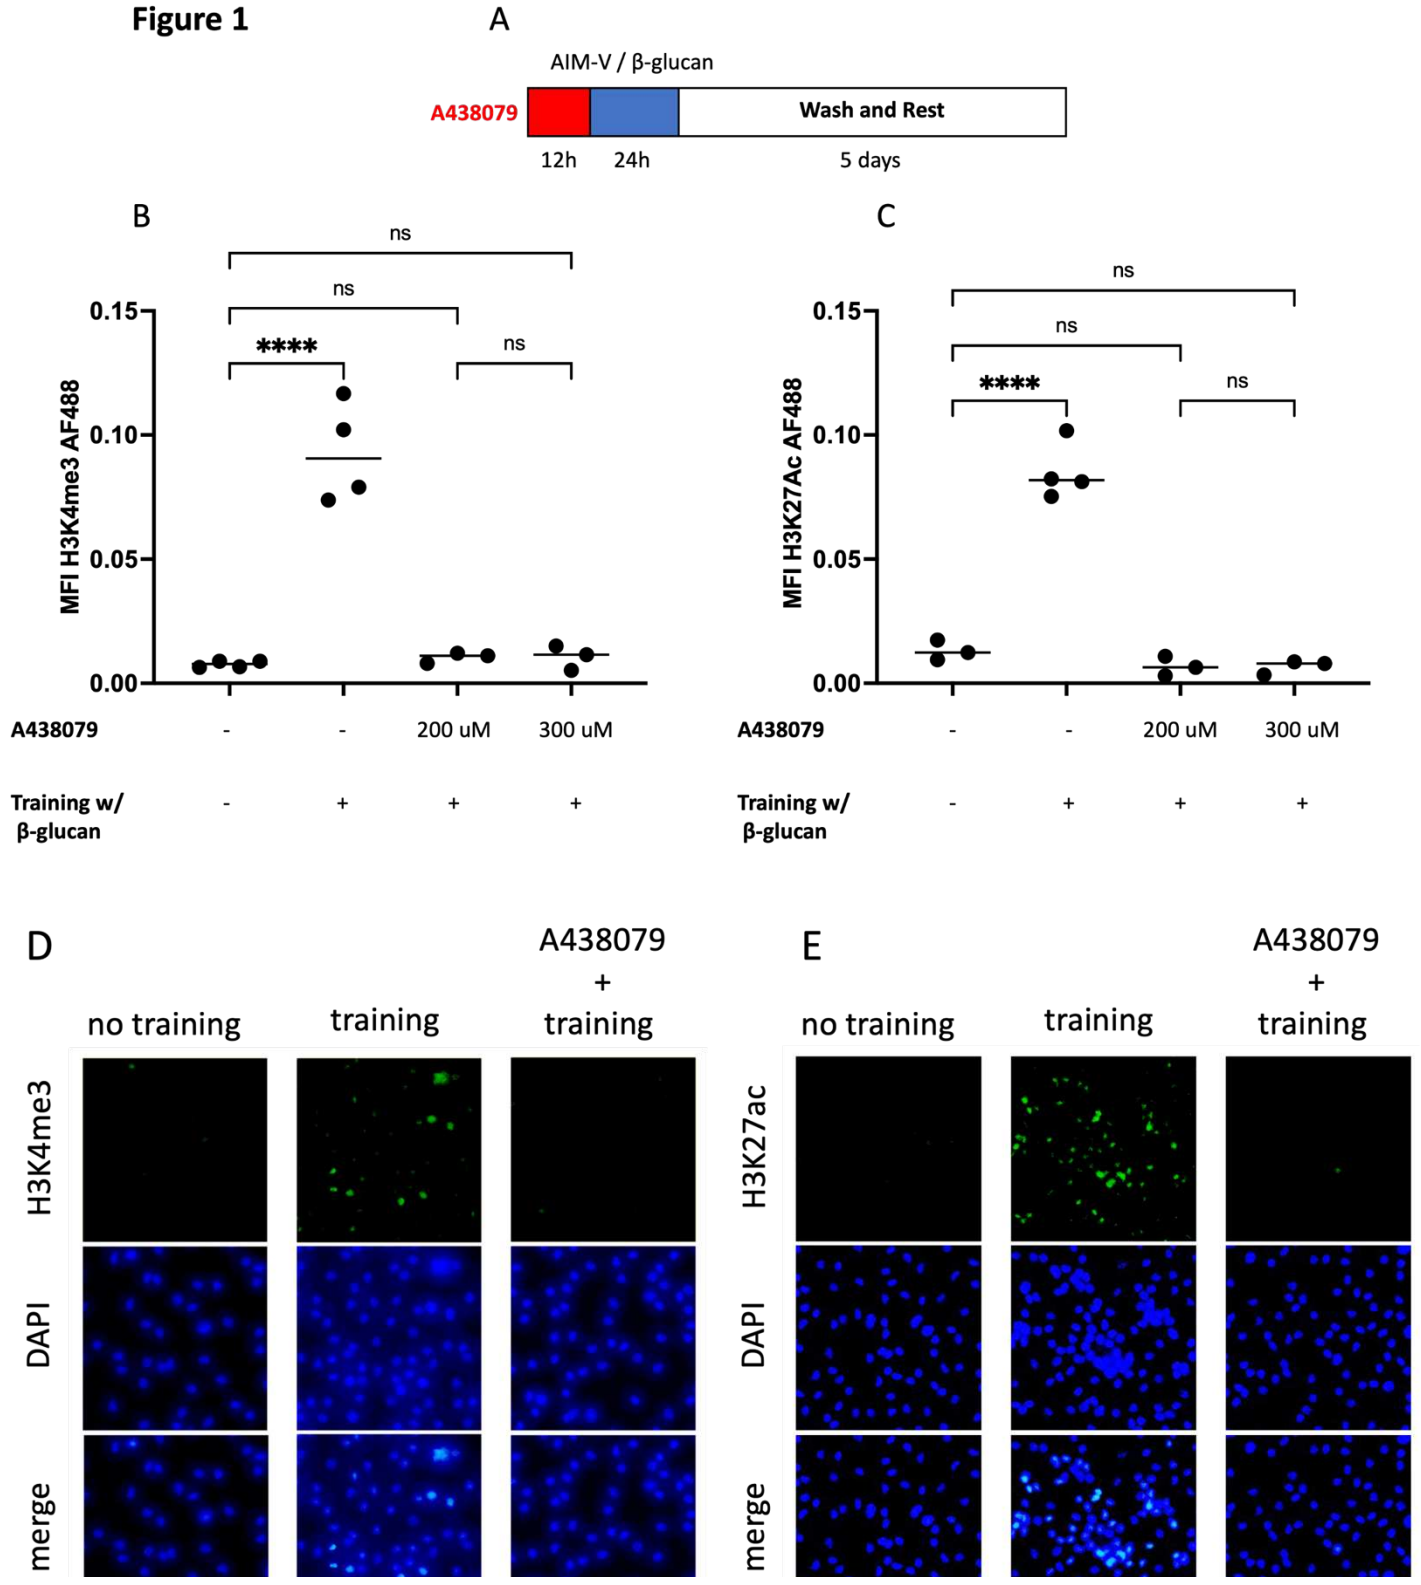 Figure 1
A
AIM-V / β-glucan
A438079
Wash and Rest
12h 24h 5 days
B
ns
ns
****
ns
0.15
0.10
0.05
0.00
MFI H3K4me3 AF488
A438079 - - 200 uM 300 uM
Training w/ - + + +
β-glucan
C
ns
ns
****
ns
0.15
0.10
0.05
0.00
MFI H3K27Ac AF488
A438079 - - 200 uM 300 uM
Training w/ - + + +
β-glucan
D
no training
training
A438079
+
training
H3K4me3
DAPI
merge
E
no training
training
A438079
+
training
H3K27ac
DAPI
merge